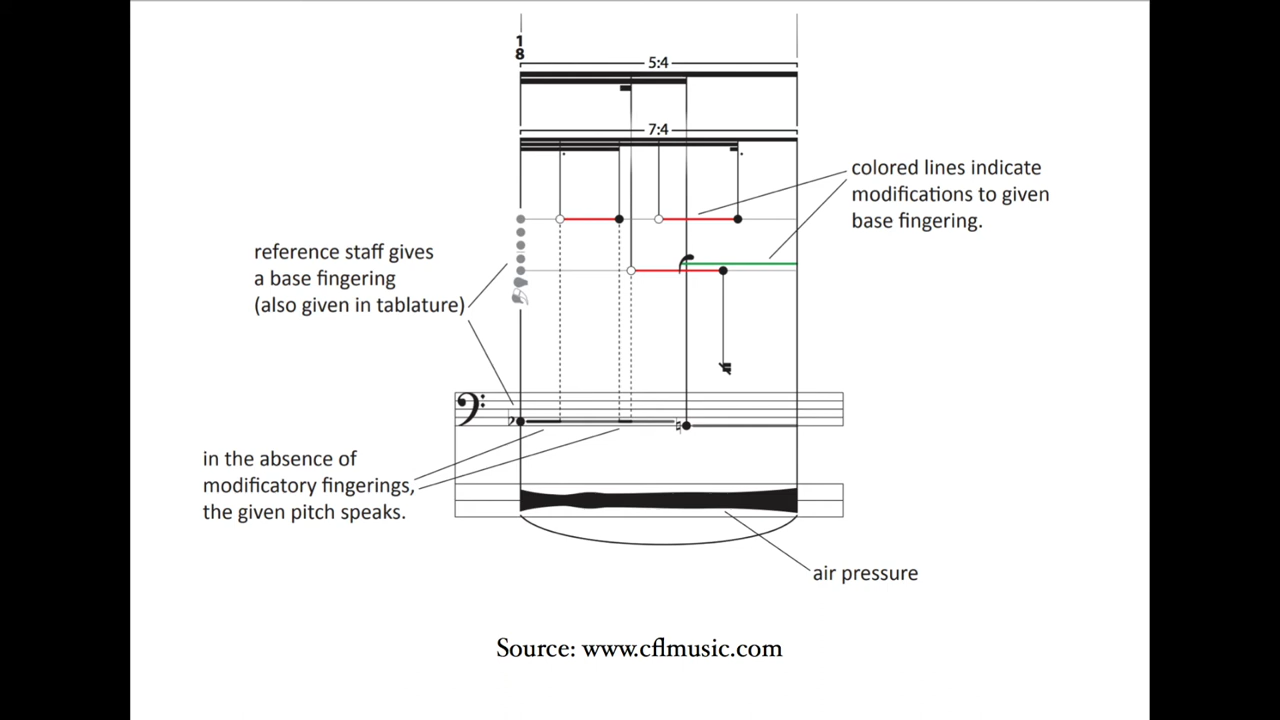 1
8
5:4
7:4
colored lines indicate
modifications to given
base fingering.
reference staff gives
a base fingering
(also given in tablature)
in the absence of
modificatory fingerings,
the given pitch speaks.
air pressure
Source: www.cflmusic.com